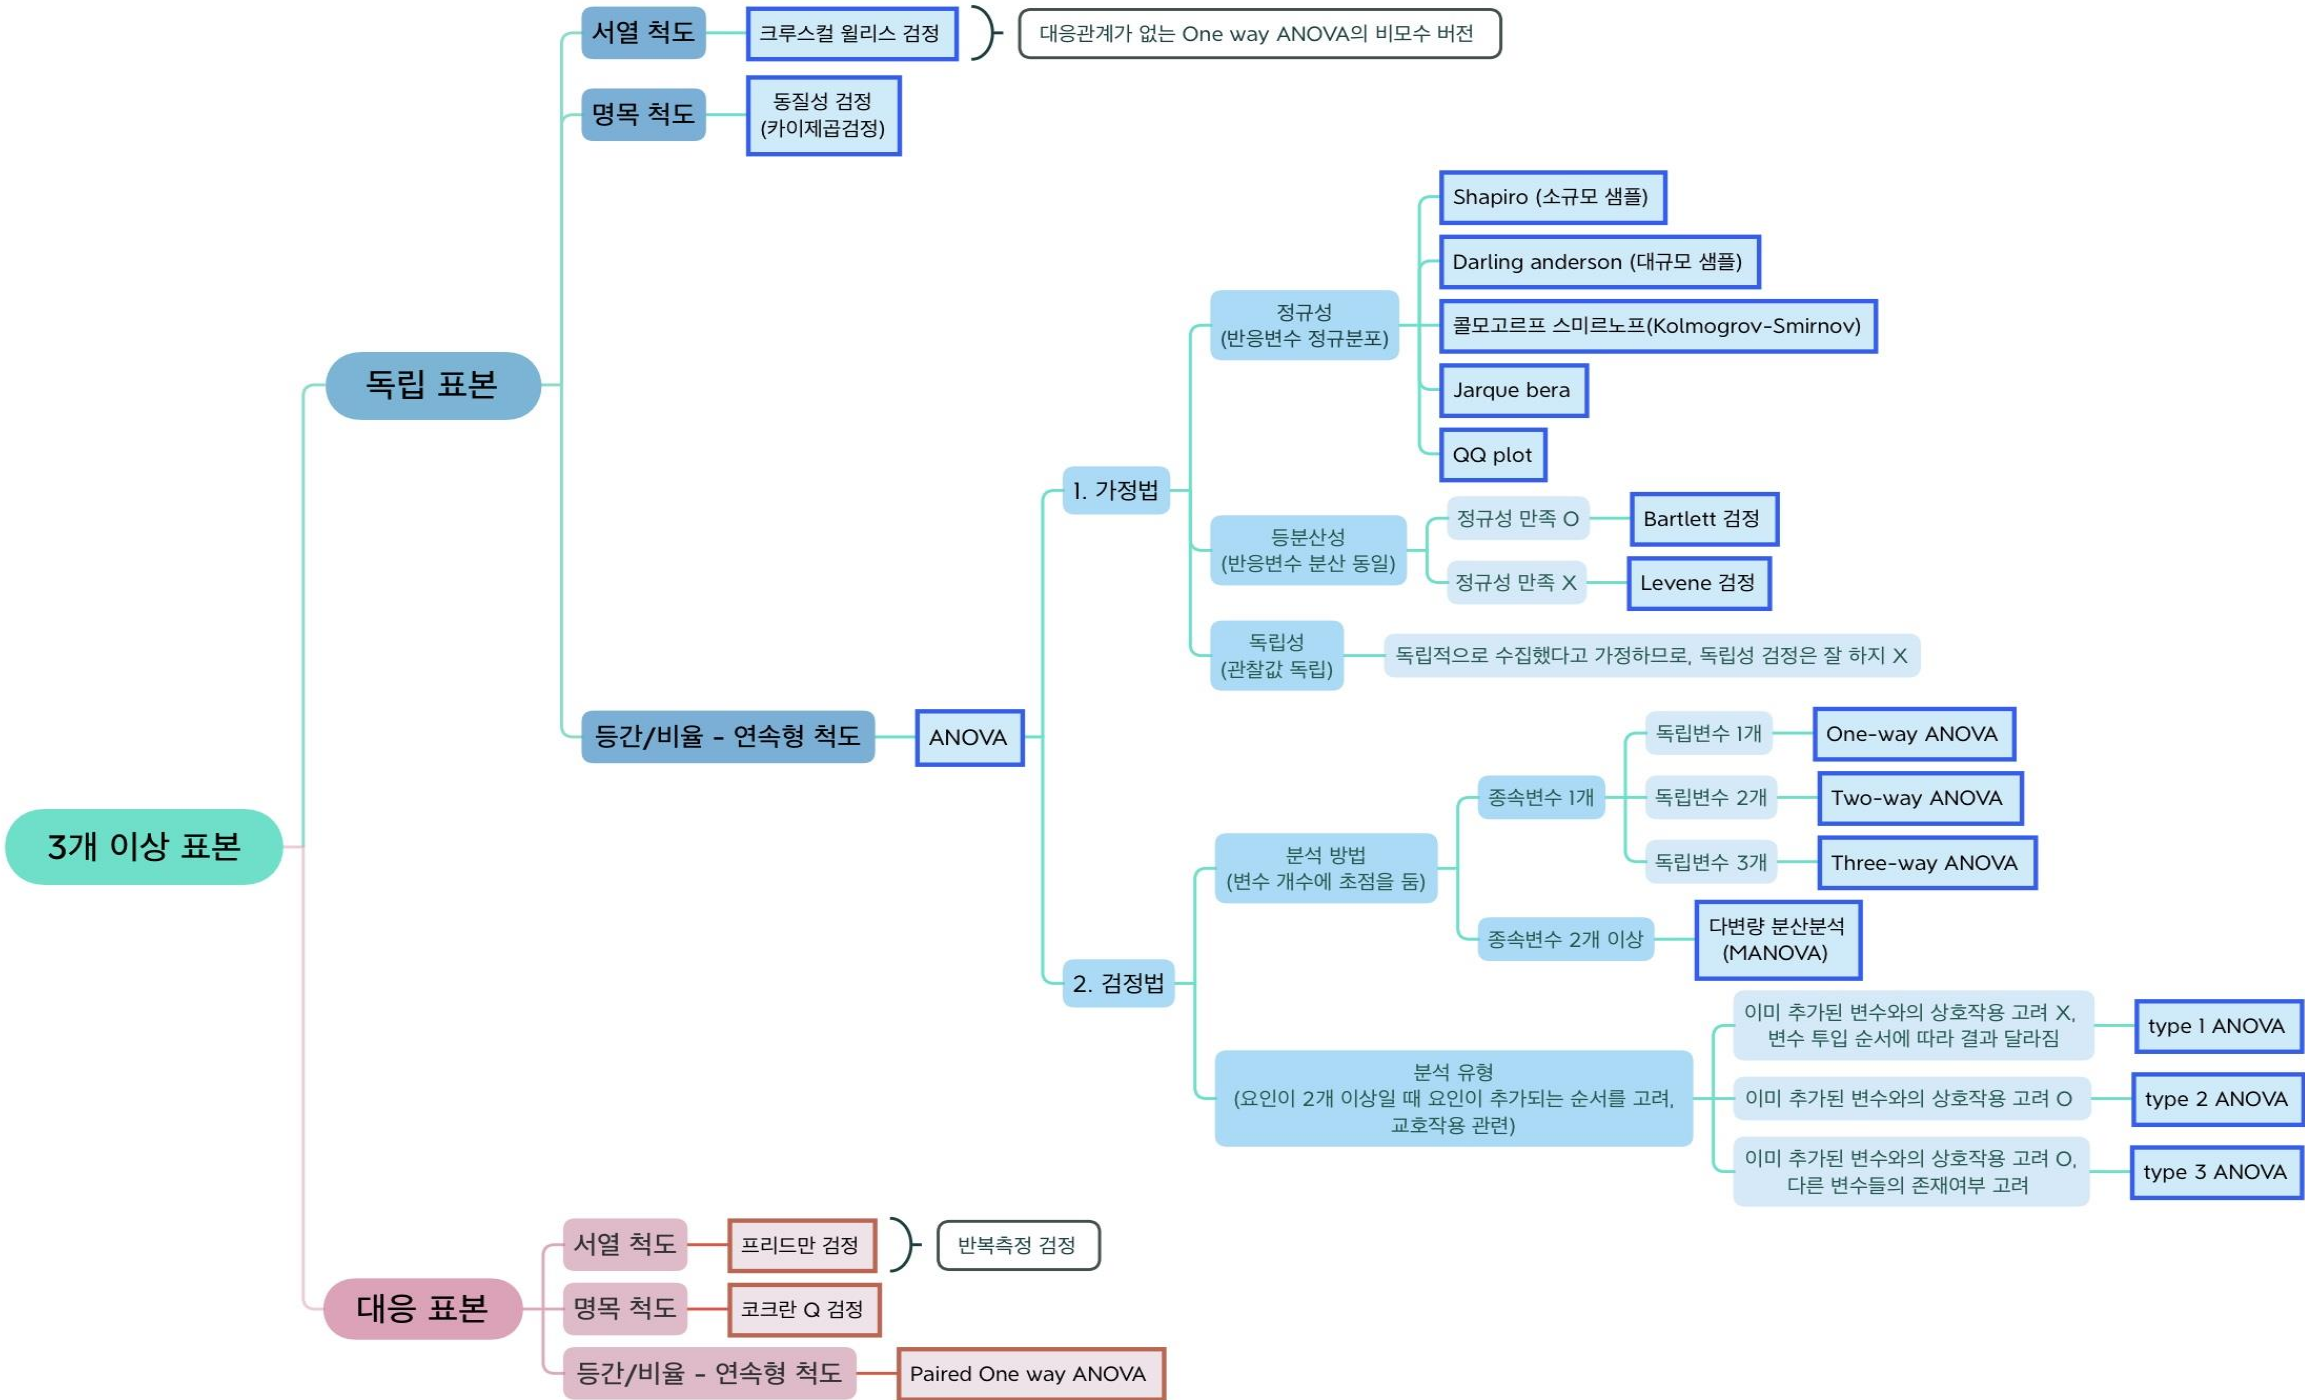 3개 이상 표본
독립 표본
서열 척도
크루스컬 윌리스 검정
대응관계가 없는 One way ANOVA의 비모수 버전
명목 척도
동질성 검정
(카이제곱검정)
등간/비율 - 연속형 척도
ANOVA
1. 가정법
정규성
(반응변수 정규분포)
Shapiro (소규모 샘플)
Darling anderson (대규모 샘플)
콜모고르프 스미르노프(Kolmogrov-Smirnov)
Jarque bera
QQ plot
등분산성
(반응변수 분산 동일)
정규성 만족 O
Bartlett 검정
정규성 만족 X
Levene 검정
독립성
(관찰값 독립)
독립적으로 수집했다고 가정하므로, 독립성 검정은 잘 하지 X
2. 검정법
분석 방법
(변수 개수에 초점을 둠)
종속변수 1개
독립변수 1개
One-way ANOVA
독립변수 2개
Two-way ANOVA
독립변수 3개
Three-way ANOVA
종속변수 2개 이상
다변량 분산분석
(MANOVA)
분석 유형
(요인이 2개 이상일 때 요인이 추가되는 순서를 고려,
교호작용 관련)
이미 추가된 변수와의 상호작용 고려 X,
변수 투입 순서에 따라 결과 달라짐
type 1 ANOVA
이미 추가된 변수와의 상호작용 고려 O
type 2 ANOVA
이미 추가된 변수와의 상호작용 고려 O,
다른 변수들의 존재여부 고려
type 3 ANOVA
대응 표본
서열 척도
프리드만 검정
반복측정 검정
명목 척도
코크란 Q 검정
등간/비율 - 연속형 척도
Paired One way ANOVA